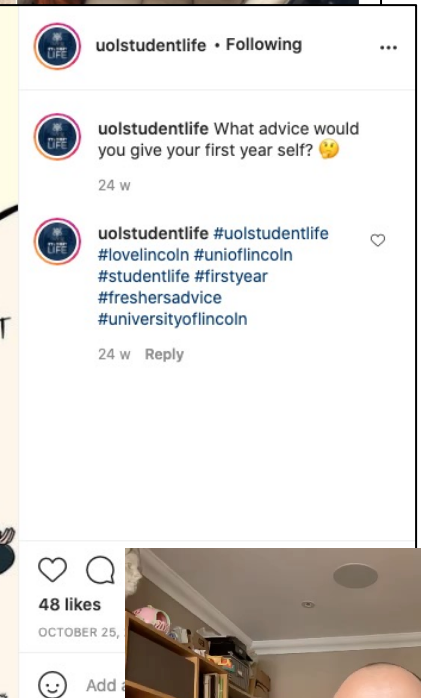 uolstudentlife • Following
uolstudentlife What advice would
you give your first year self? 🤔
24 w
uolstudentlife #uolstudentlife
#lovelincoln #unioflincoln
#studentlife #firstyear
#freshersadvice
#universityoflincoln
24 w Reply
48 likes
OCTOBER 25,
Add